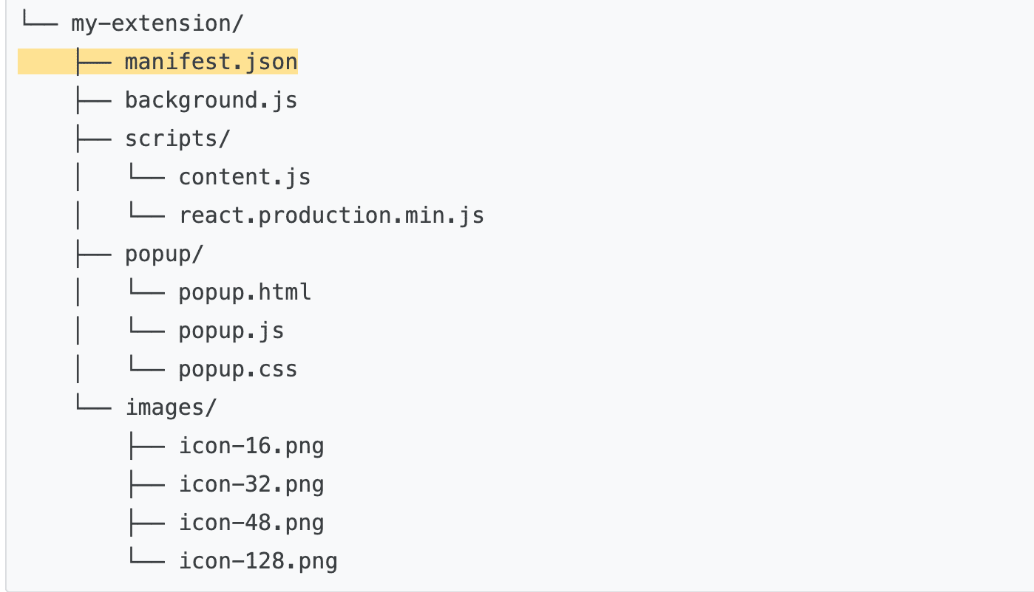 └── my-extension/
    ├── manifest.json
    ├── background.js
    ├── scripts/
    │   └── content.js
    │   └── react.production.min.js
    ├── popup/
    │   └── popup.html
    │   └── popup.js
    │   └── popup.css
    └── images/
        ├── icon-16.png
        ├── icon-32.png
        ├── icon-48.png
        └── icon-128.png